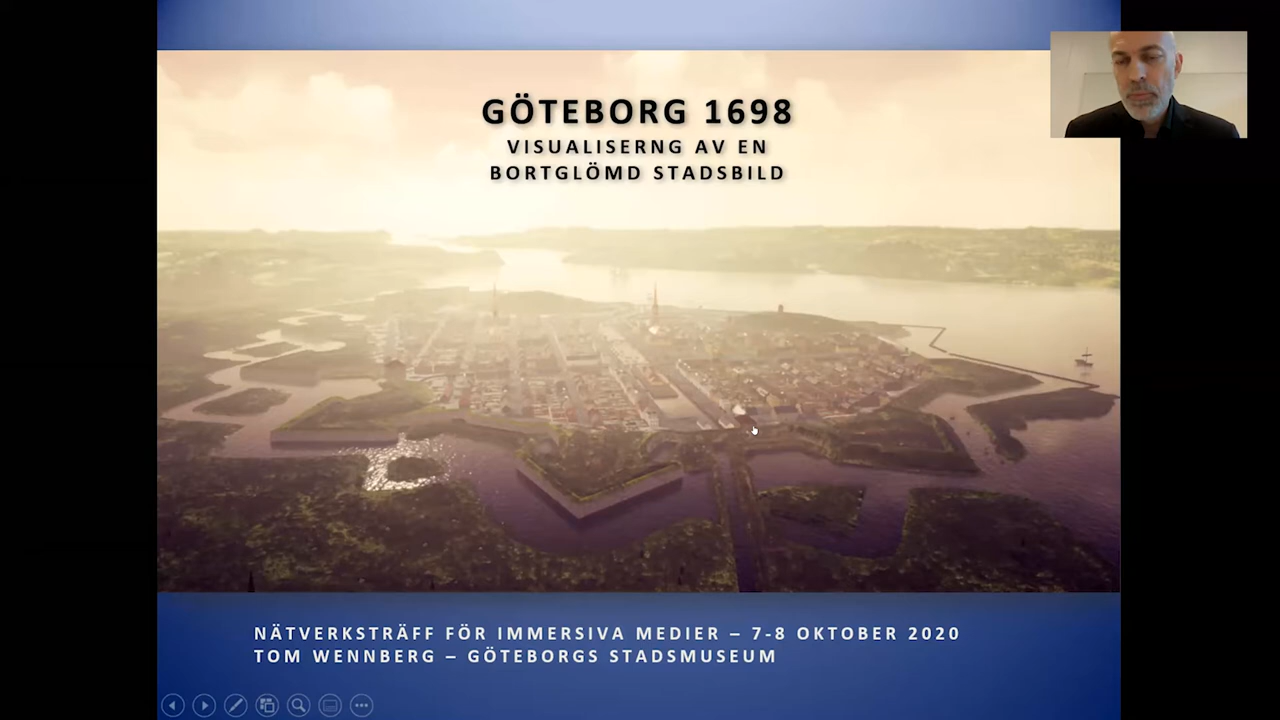 GÖTEBORG 1698
VISUALISERNG AV EN
BORTGLÖMD STADSBILD
NÄTVERKSTRÄFF FÖR IMMERSIVA MEDIER – 7-8 OKTOBER 2020
TOM WENNBERG – GÖTEBORGS STADSMUSEUM